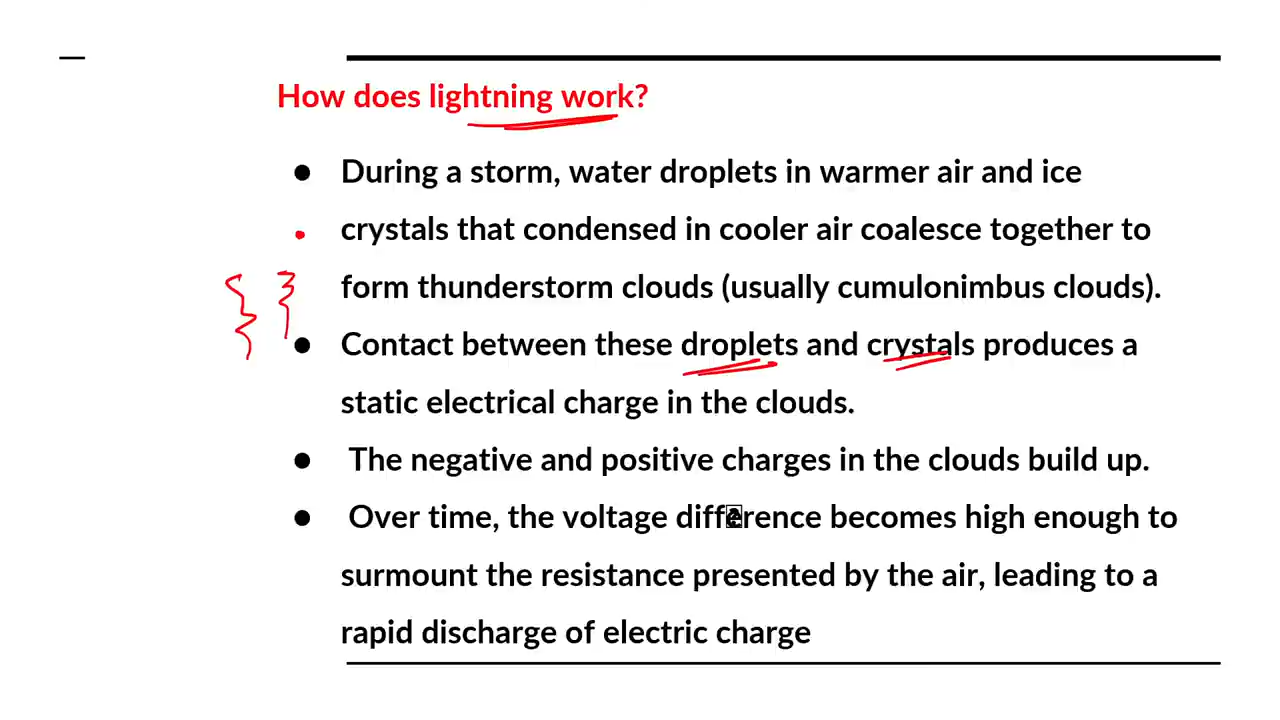 How does lightning work?
● During a storm, water droplets in warmer air and ice
crystals that condensed in cooler air coalesce together to
form thunderstorm clouds (usually cumulonimbus clouds).
● Contact between these droplets and crystals produces a
static electrical charge in the clouds.
● The negative and positive charges in the clouds build up.
● Over time, the voltage difference becomes high enough to
surmount the resistance presented by the air, leading to a
rapid discharge of electric charge